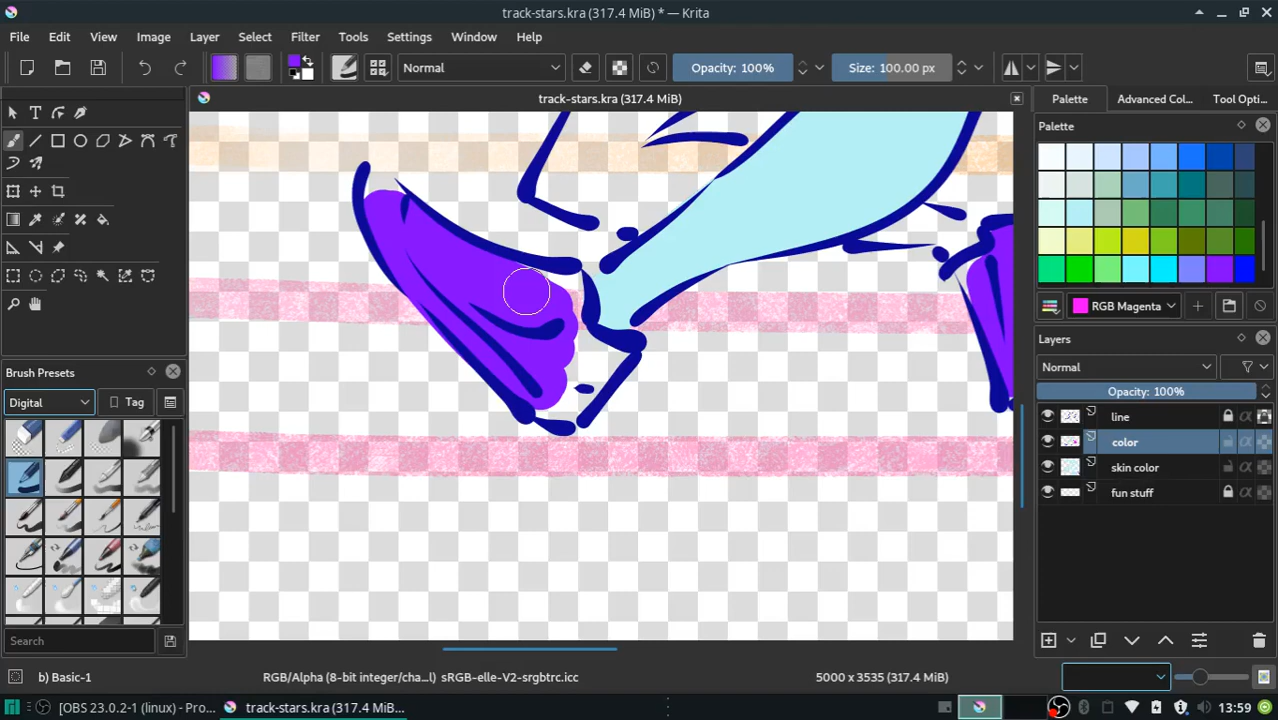 track-stars.kra (317.4 MiB) * — Krita
File Edit View Image Layer Select Filter Tools Settings Window Help
Normal Opacity: 100% Size: 100.00 px
track-stars.kra (317.4 MiB)
Palette Advanced Col... Tool Opti...
Palette
RGB Magenta
Layers
Normal
Opacity: 100%
line
color
skin color
fun stuff
Brush Presets
Digital Tag
Search
b) Basic-1 RGB/Alpha (8-bit integer/cha...l) sRGB-elle-V2-srgbtrc.icc 5000 x 3535 (317.4 MiB)
[OBS 23.0.2-1 (linux) - Pro... track-stars.kra (317.4 MiB... 13:59